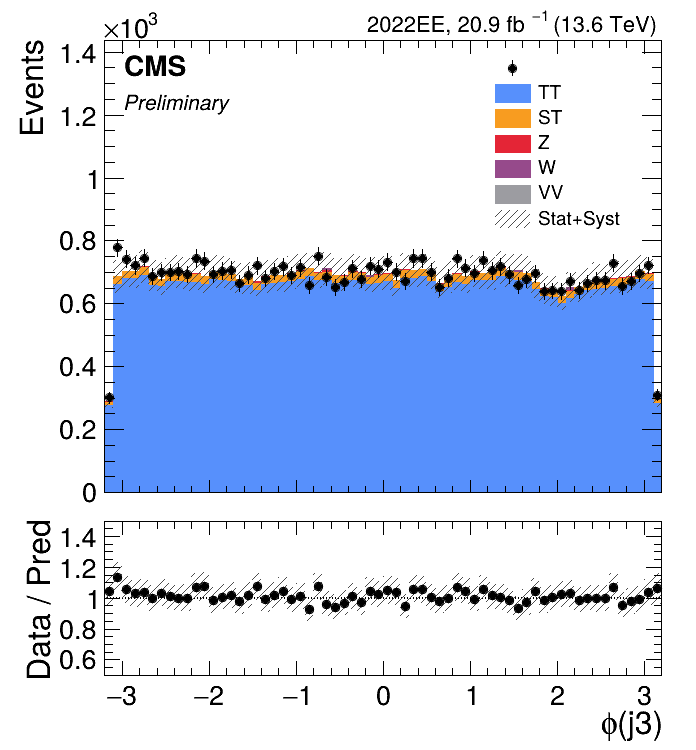 ×10³
2022EE, 20.9 fb ⁻¹ (13.6 TeV)
Events
1.4
1.2
1
0.8
0.6
0.4
0.2
0
CMS
Preliminary
TT
ST
Z
W
VV
Stat+Syst
Data / Pred
1.4
1.2
1
0.8
0.6
−3
−2
−1
0
1
2
3
ϕ(j3)